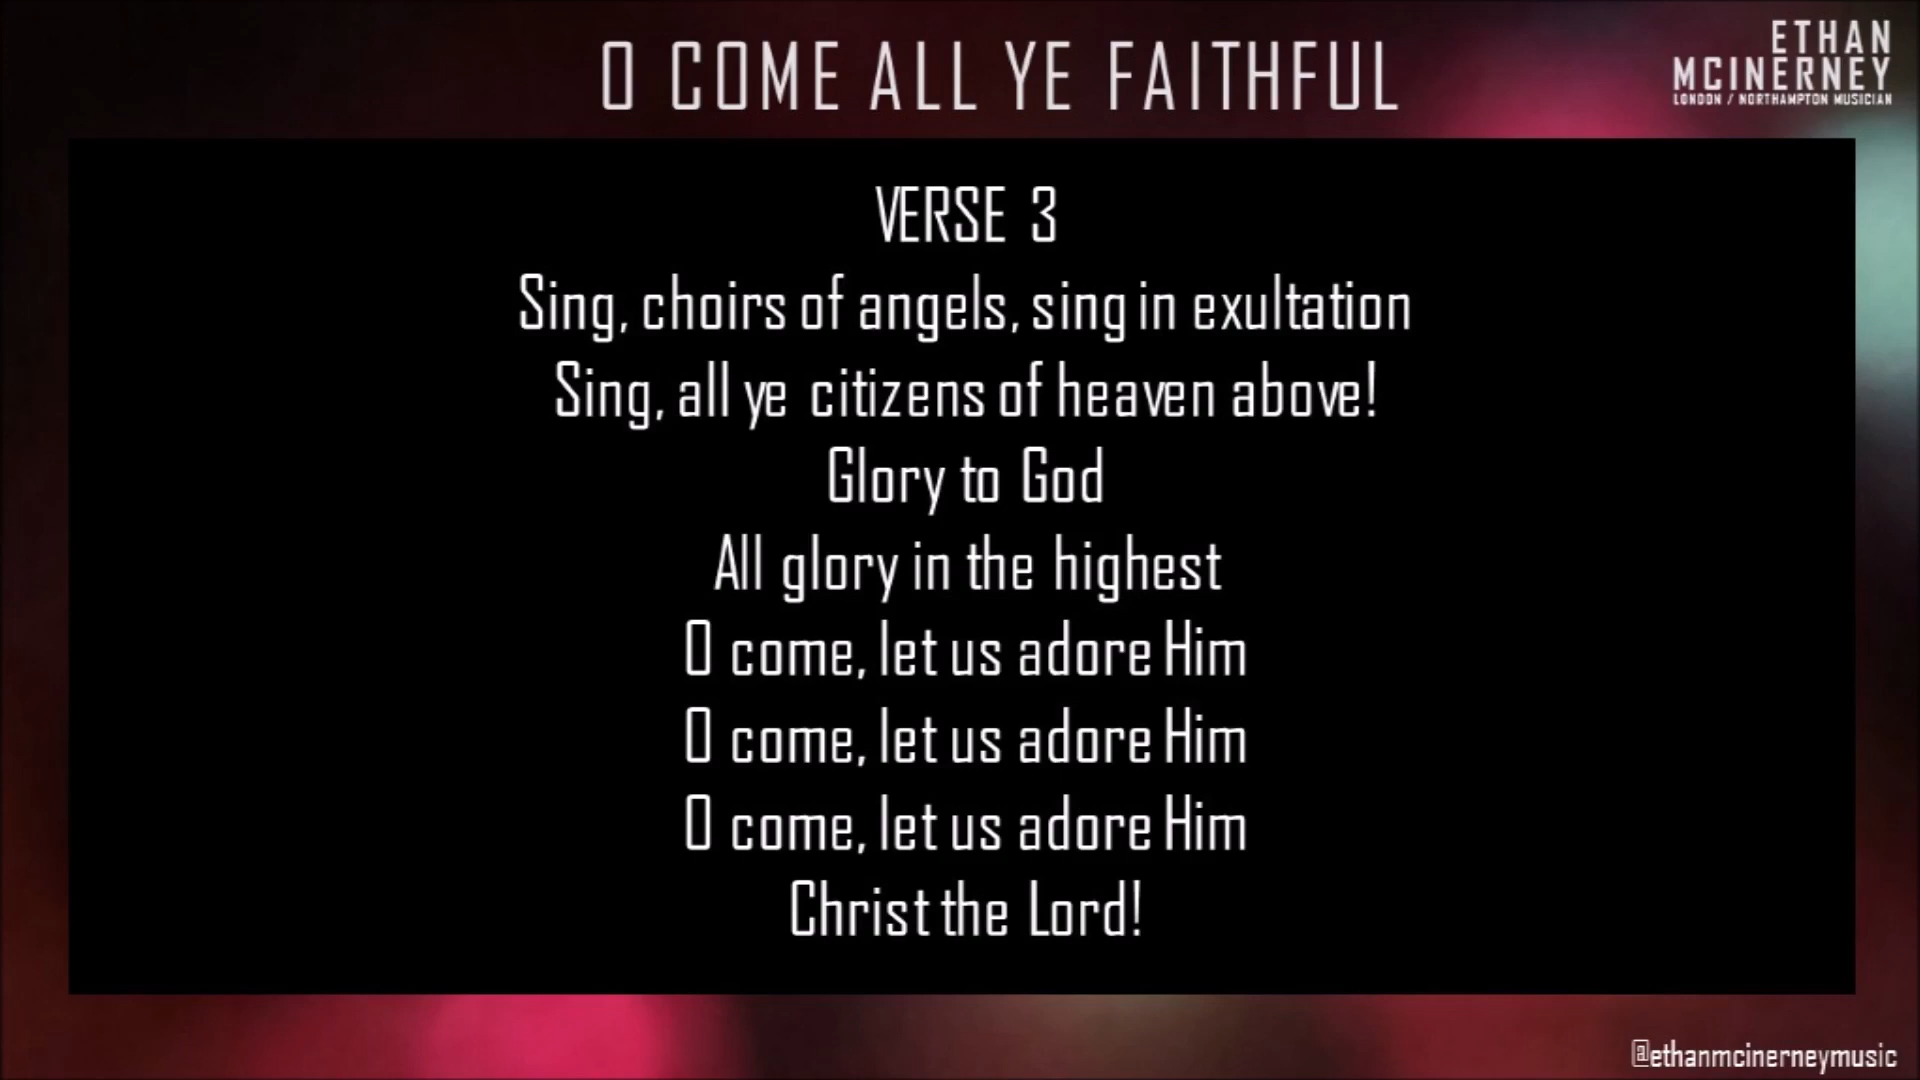 O COME ALL YE FAITHFUL
ETHAN
MCINERNEY
LONDON / NORTHAMPTON MUSICIAN
VERSE 3
Sing, choirs of angels, sing in exultation
Sing, all ye citizens of heaven above!
Glory to God
All glory in the highest
O come, let us adore Him
O come, let us adore Him
O come, let us adore Him
Christ the Lord!
@ethanmcinerneymusic